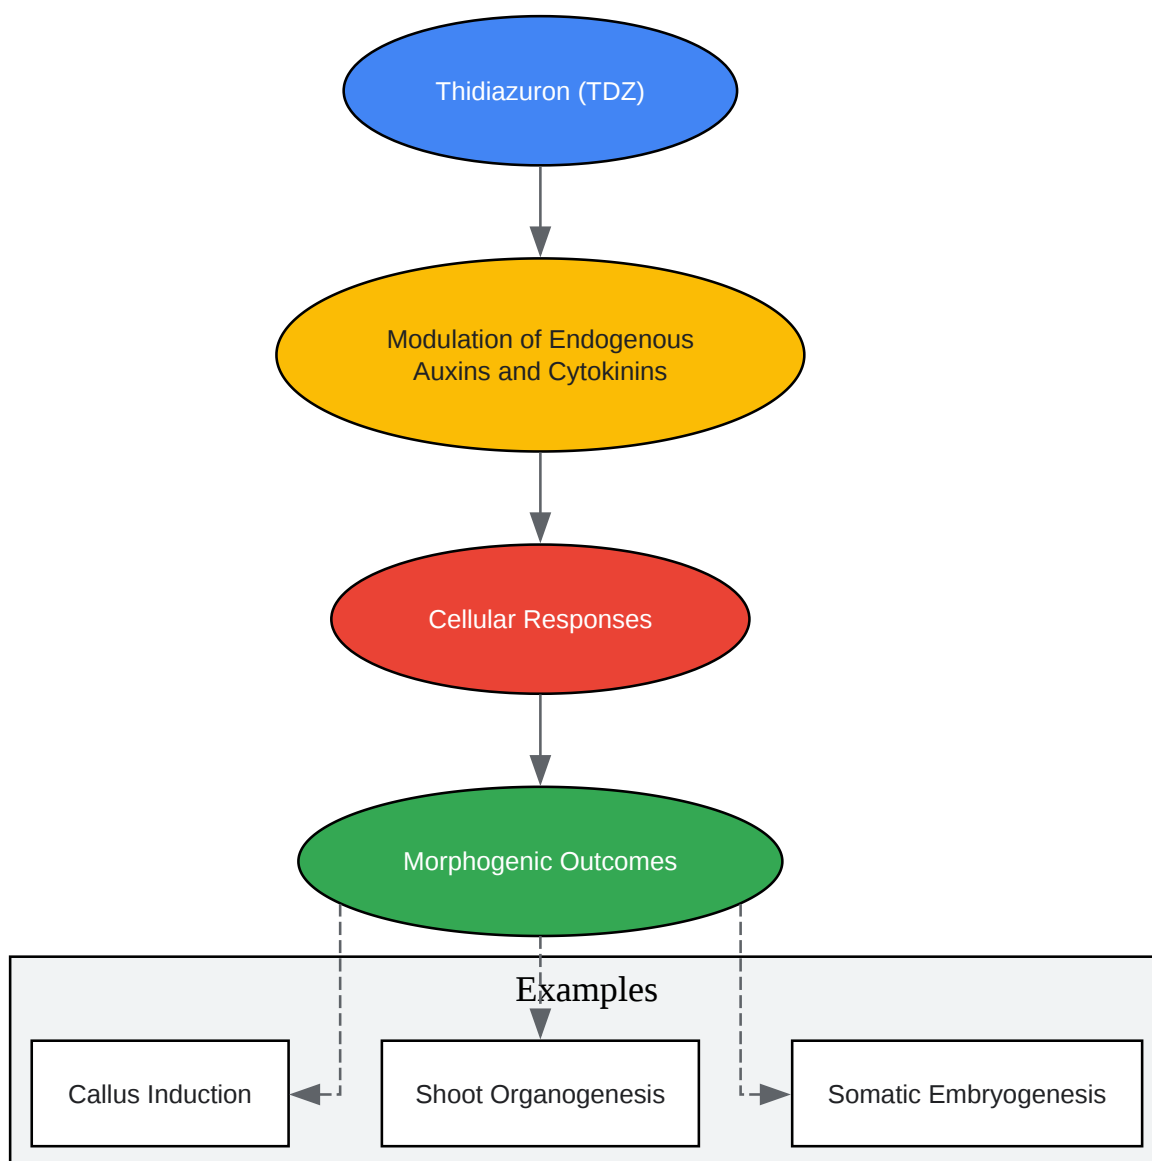 Thidiazuron (TDZ)
Modulation of Endogenous
Auxins and Cytokinins
Cellular Responses
Morphogenic Outcomes
Examples
Callus Induction
Shoot Organogenesis
Somatic Embryogenesis